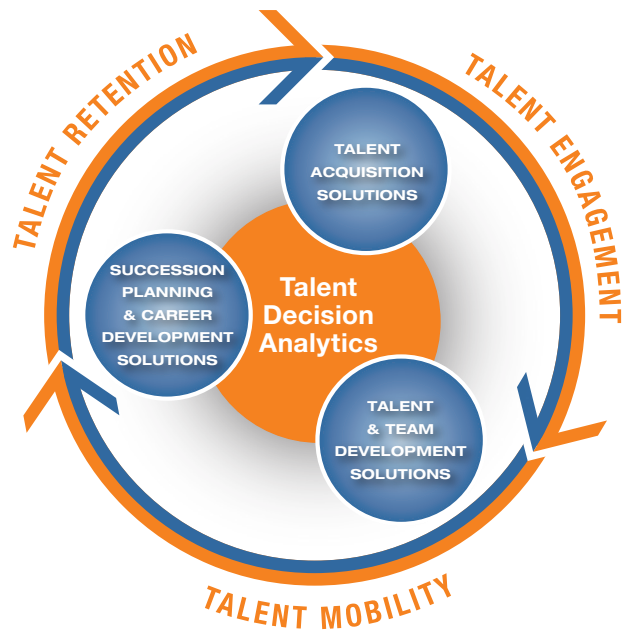 TALENT RETENTION
TALENT ENGAGEMENT
TALENT
ACQUISITION
SOLUTIONS
SUCCESSION
PLANNING
& CAREER
DEVELOPMENT
SOLUTIONS
Talent
Decision
Analytics
TALENT
& TEAM
DEVELOPMENT
SOLUTIONS
TALENT MOBILITY